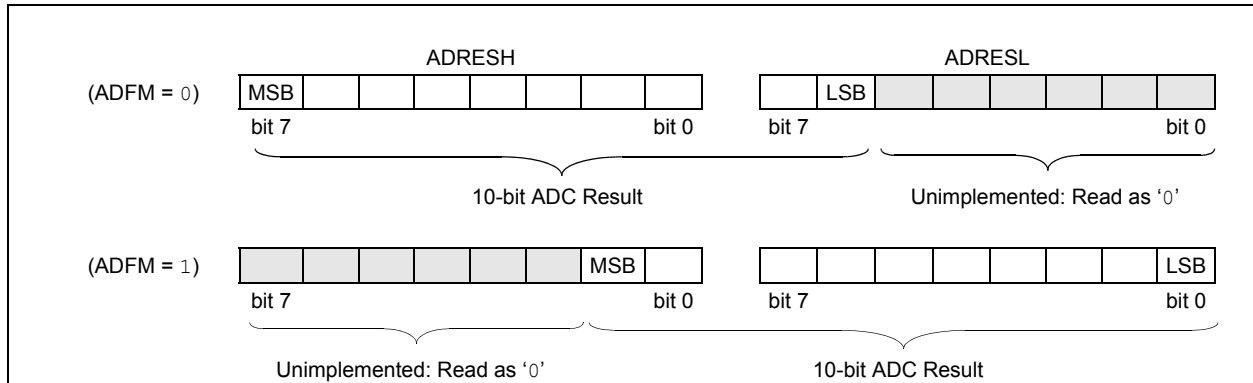 ADRESH ADRESL
(ADFM = 0) MSB LSB
bit 7 bit 0 bit 7 bit 0
10-bit ADC Result Unimplemented: Read as ‘0’
(ADFM = 1) MSB LSB
bit 7 bit 0 bit 7 bit 0
Unimplemented: Read as ‘0’ 10-bit ADC Result